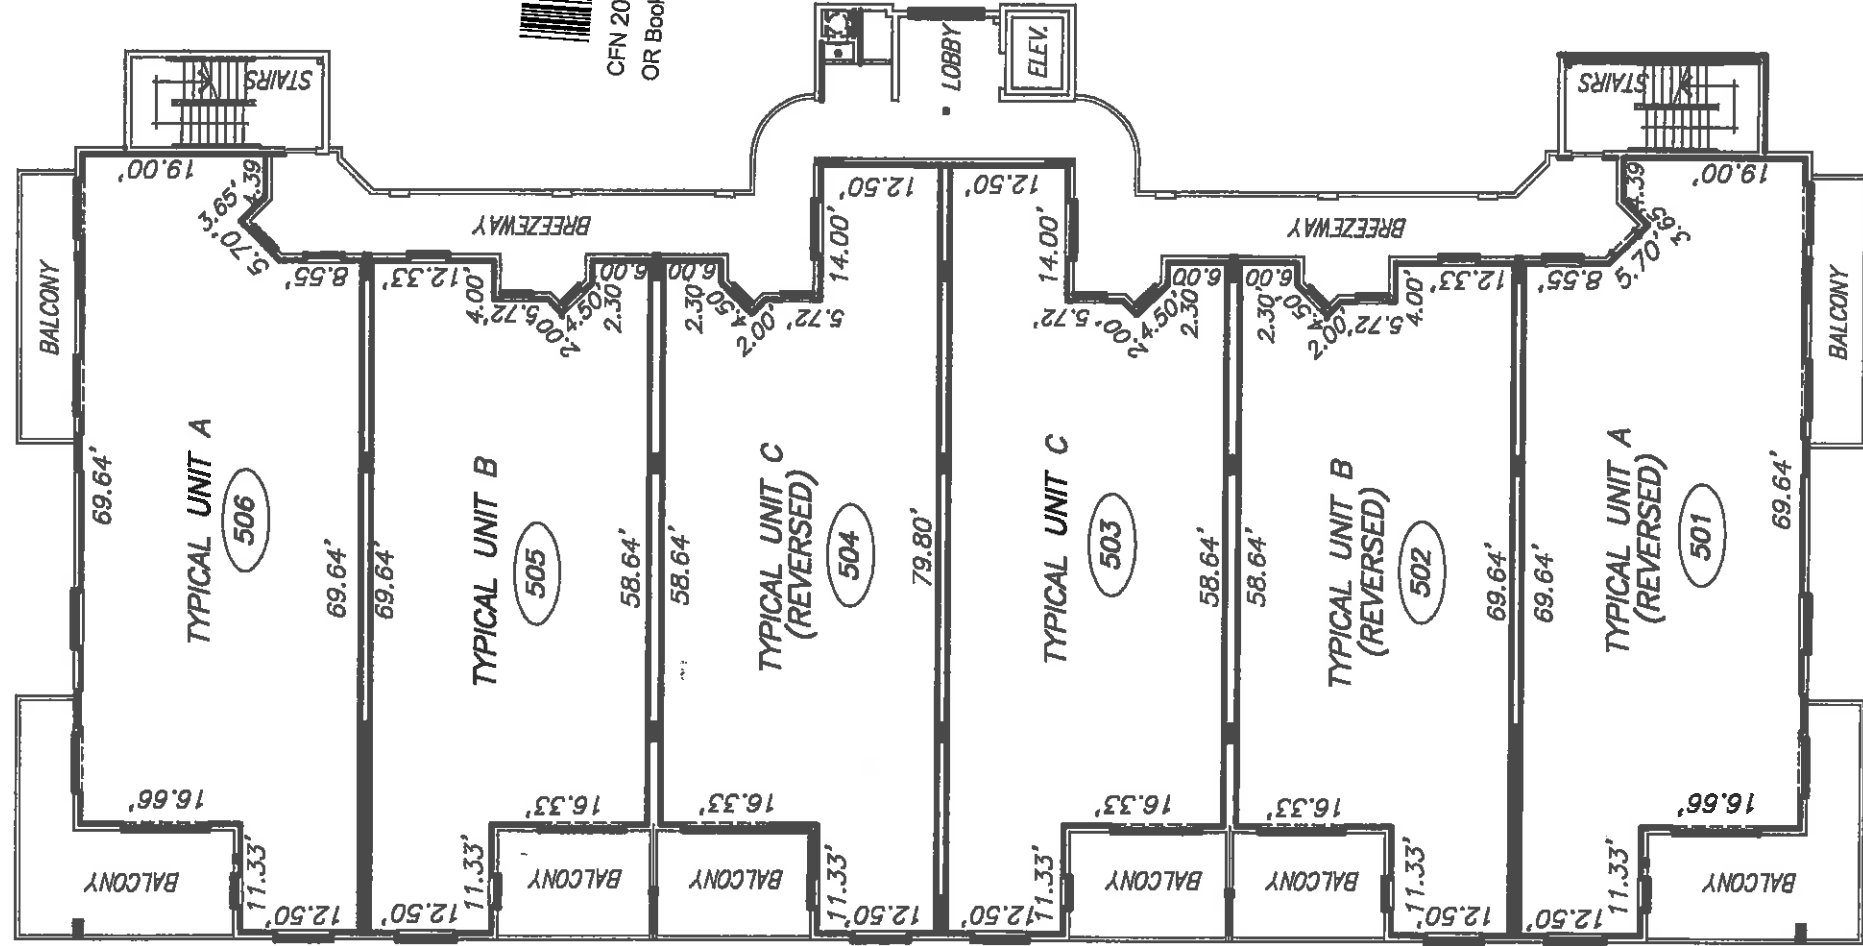 CFN 20
OR Book
STAIRS
LOBBY
ELEV.
STAIRS
BREEZEWAY
BREEZEWAY
19.00'
4.39
3.65'
5.70'
8.55'
BALCONY
69.64'
TYPICAL UNIT A
506
69.64'
16.66'
11.33'
12.50'
BALCONY
12.33'
4.00'
5.72'
2.00'
4.50'
2.30'
6.00
69.64'
TYPICAL UNIT B
505
58.64'
16.33'
11.33'
12.50'
BALCONY
12.50'
14.00'
6.00
2.30'
4.50
2.00'
5.72'
58.64'
TYPICAL UNIT C
(REVERSED)
504
79.80'
16.33'
11.33'
12.50'
BALCONY
12.50'
14.00'
5.72'
2.00'
4.50'
2.30'
6.00
TYPICAL UNIT C
503
58.64'
16.33'
11.33'
12.50'
BALCONY
6.00
2.30'
4.50
2.00'
5.72'
4.00'
12.33'
58.64'
TYPICAL UNIT B
(REVERSED)
502
69.64'
16.33'
11.33'
12.50'
BALCONY
19.00'
4.39
3.65
5.70'
8.55'
BALCONY
69.64'
TYPICAL UNIT A
(REVERSED)
501
69.64'
16.66'
11.33'
12.50'
BALCONY